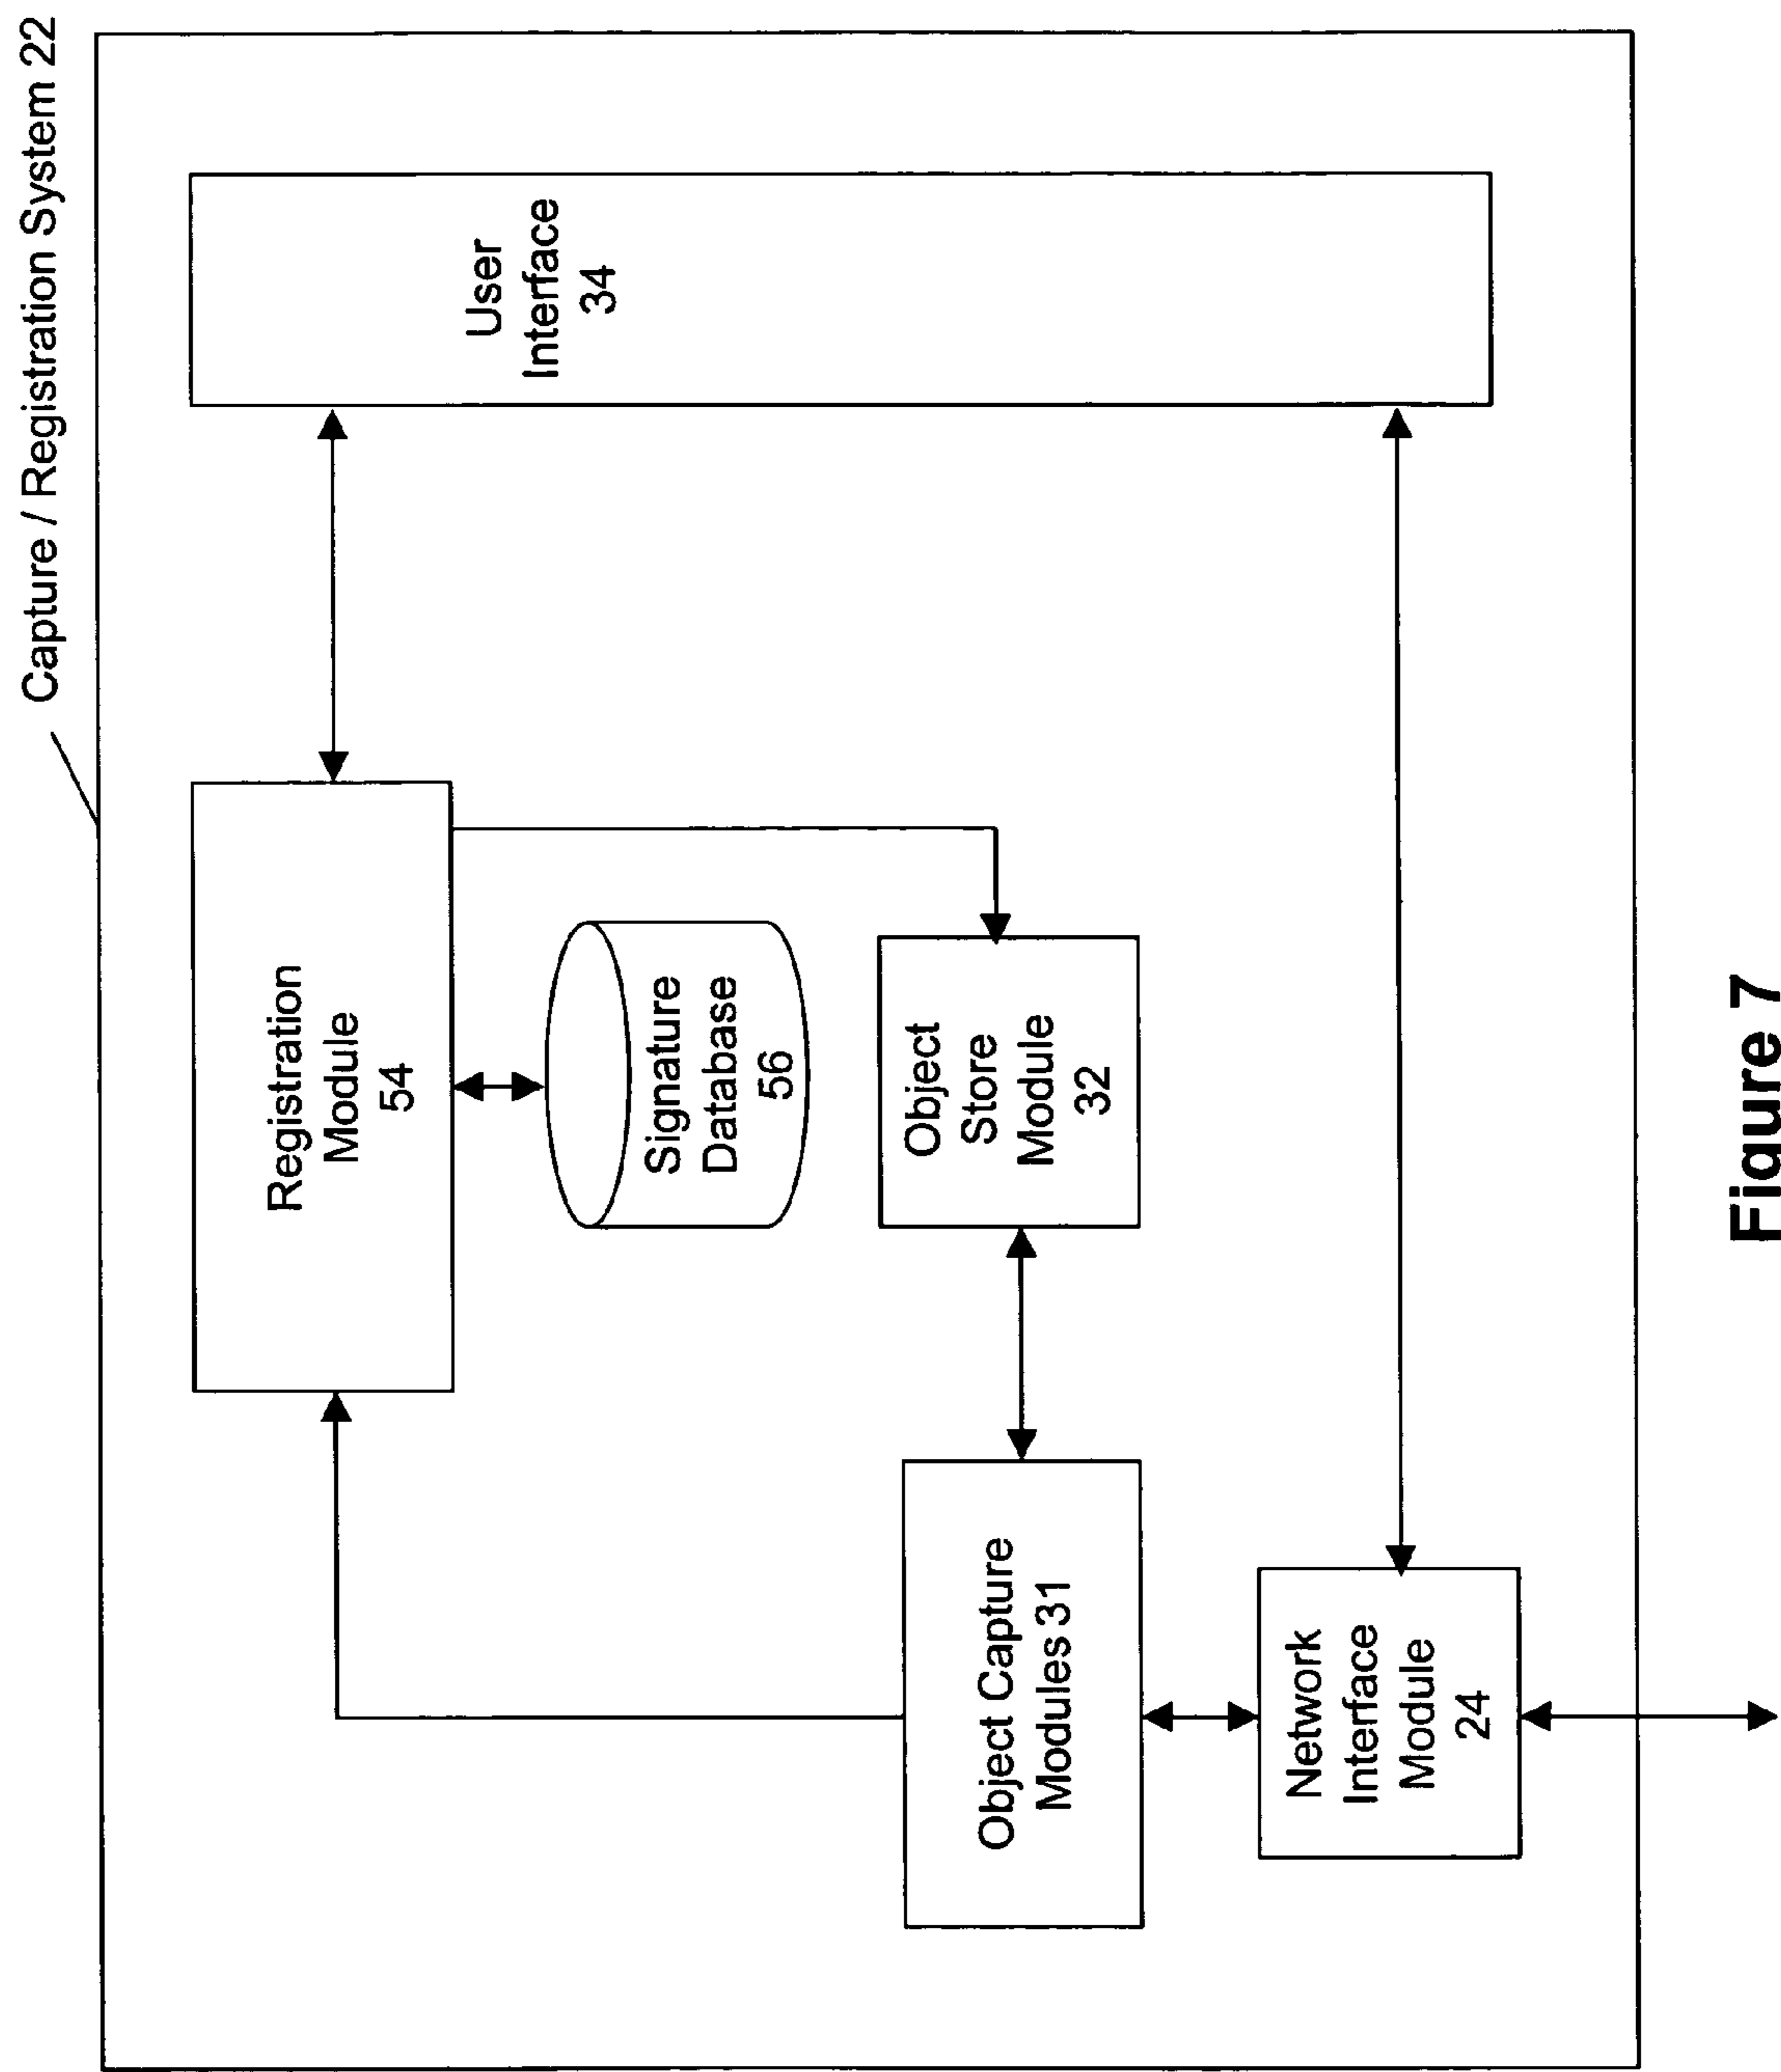 Capture / Registration System 22
Registration
Module
54
Signature
Database
56
User
Interface
34
Object
Store
Module
32
Object Capture
Modules 31
Network
Interface
Module
24
Figure 7